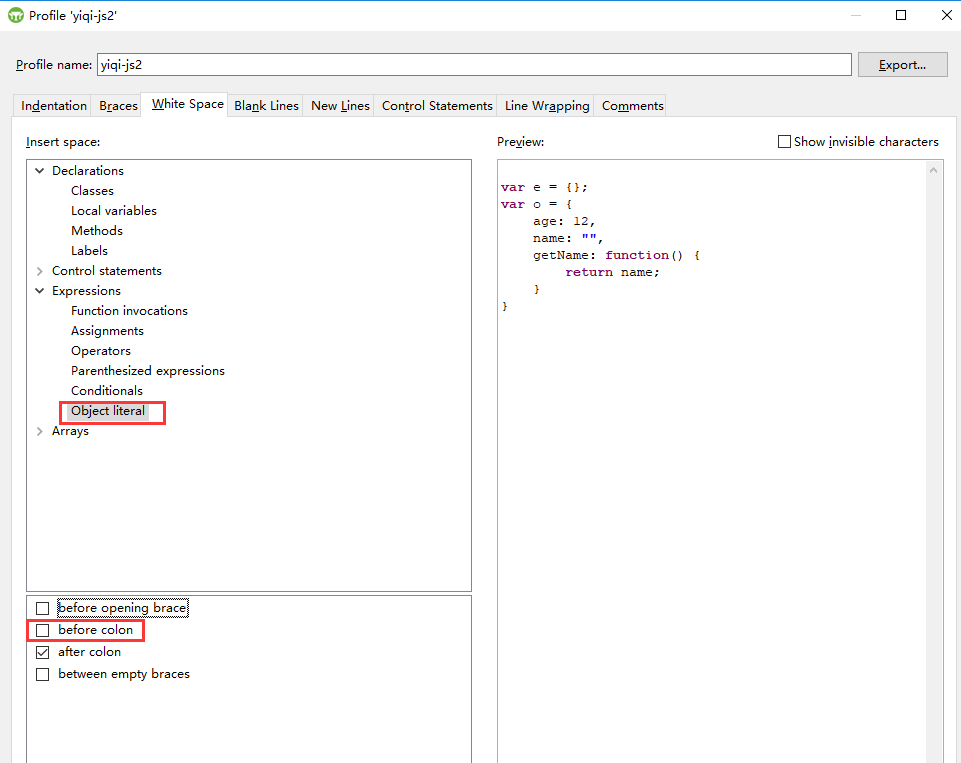 Profile 'yiqi-js2'
Profile name: yiqi-js2 Export...
Indentation Braces White Space Blank Lines New Lines Control Statements Line Wrapping Comments
Insert space:
Declarations
Classes
Local variables
Methods
Labels
Control statements
Expressions
Function invocations
Assignments
Operators
Parenthesized expressions
Conditionals
Object literal
Arrays
before opening brace
before colon
after colon
between empty braces
Preview: Show invisible characters
var e = {};
var o = {
    age: 12,
    name: "",
    getName: function() {
        return name;
    }
}